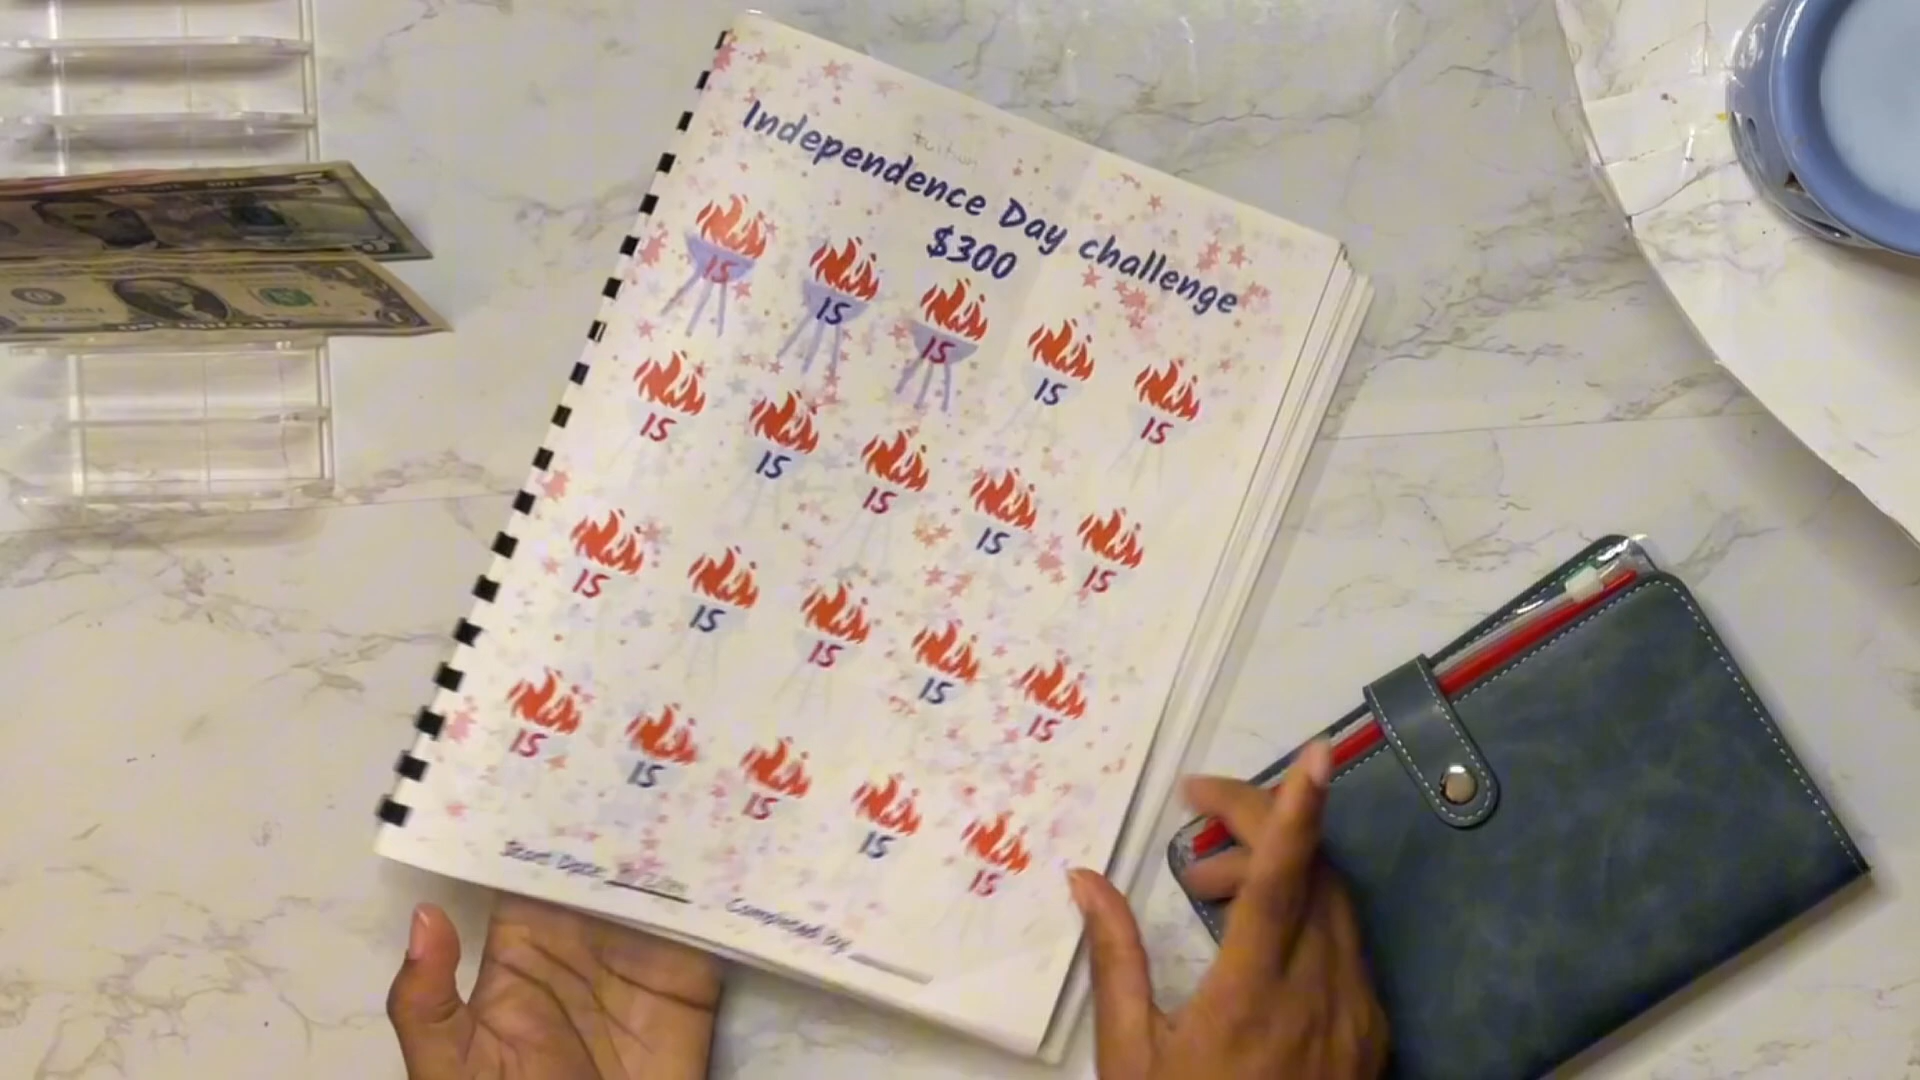 tuition
Independence Day challenge
$300
15 15 15 15 15
15 15 15 15 15
15 15 15 15 15
15 15 15 15 15
Start Date:
Completed by